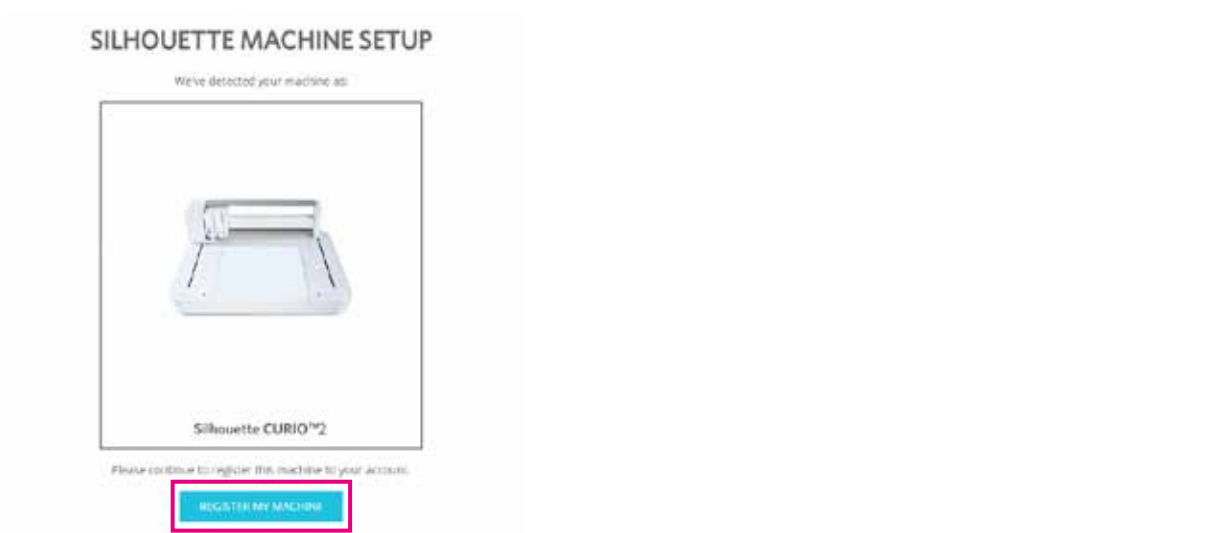 SILHOUETTE MACHINE SETUP
We've detected your machine as:
Silhouette CURIO™2
Please continue to register this machine to your account.
REGISTER MY MACHINE